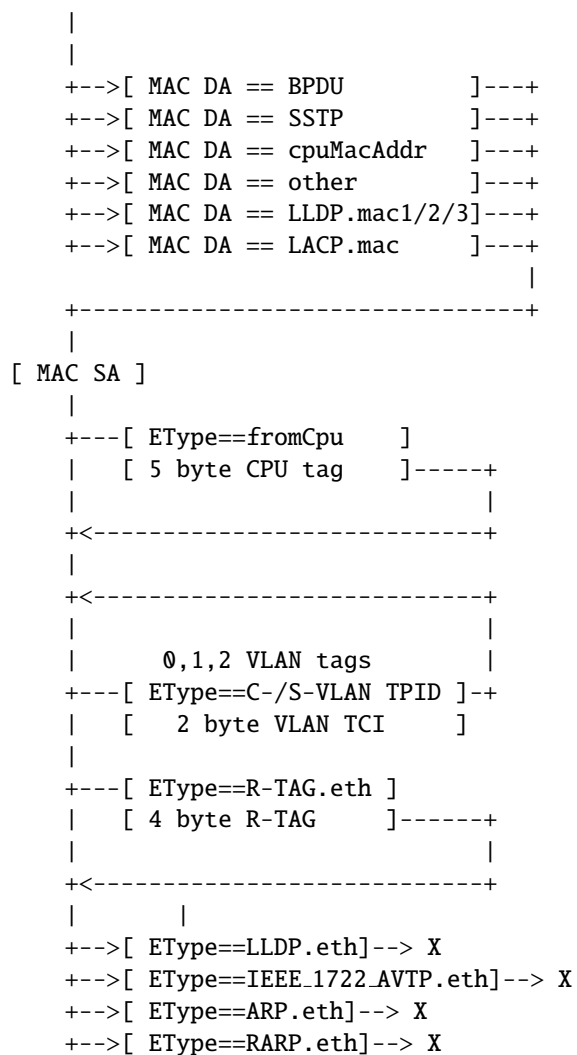 |
|
+-->[ MAC DA == BPDU           ]---+
+-->[ MAC DA == SSTP           ]---+
+-->[ MAC DA == cpuMacAddr   ]---+
+-->[ MAC DA == other          ]---+
+-->[ MAC DA == LLDP.mac1/2/3]---+
+-->[ MAC DA == LACP.mac     ]---+
|
+---------------------------------+
|
[ MAC SA ]
|
+---[ EType==fromCpu     ]
|   [ 5 byte CPU tag    ]-----+
|                             |
+<----------------------------+
|
+<----------------------------+
|                             |
|      0,1,2 VLAN tags        |
+---[ EType==C-/S-VLAN TPID ]-+
|   [   2 byte VLAN TCI     ]
|
+---[ EType==R-TAG.eth ]
|   [ 4 byte R-TAG      ]------+
|                             |
+<----------------------------+
|       |
+-->[ EType==LLDP.eth]--> X
+-->[ EType==IEEE_1722_AVTP.eth]--> X
+-->[ EType==ARP.eth]--> X
+-->[ EType==RARP.eth]--> X